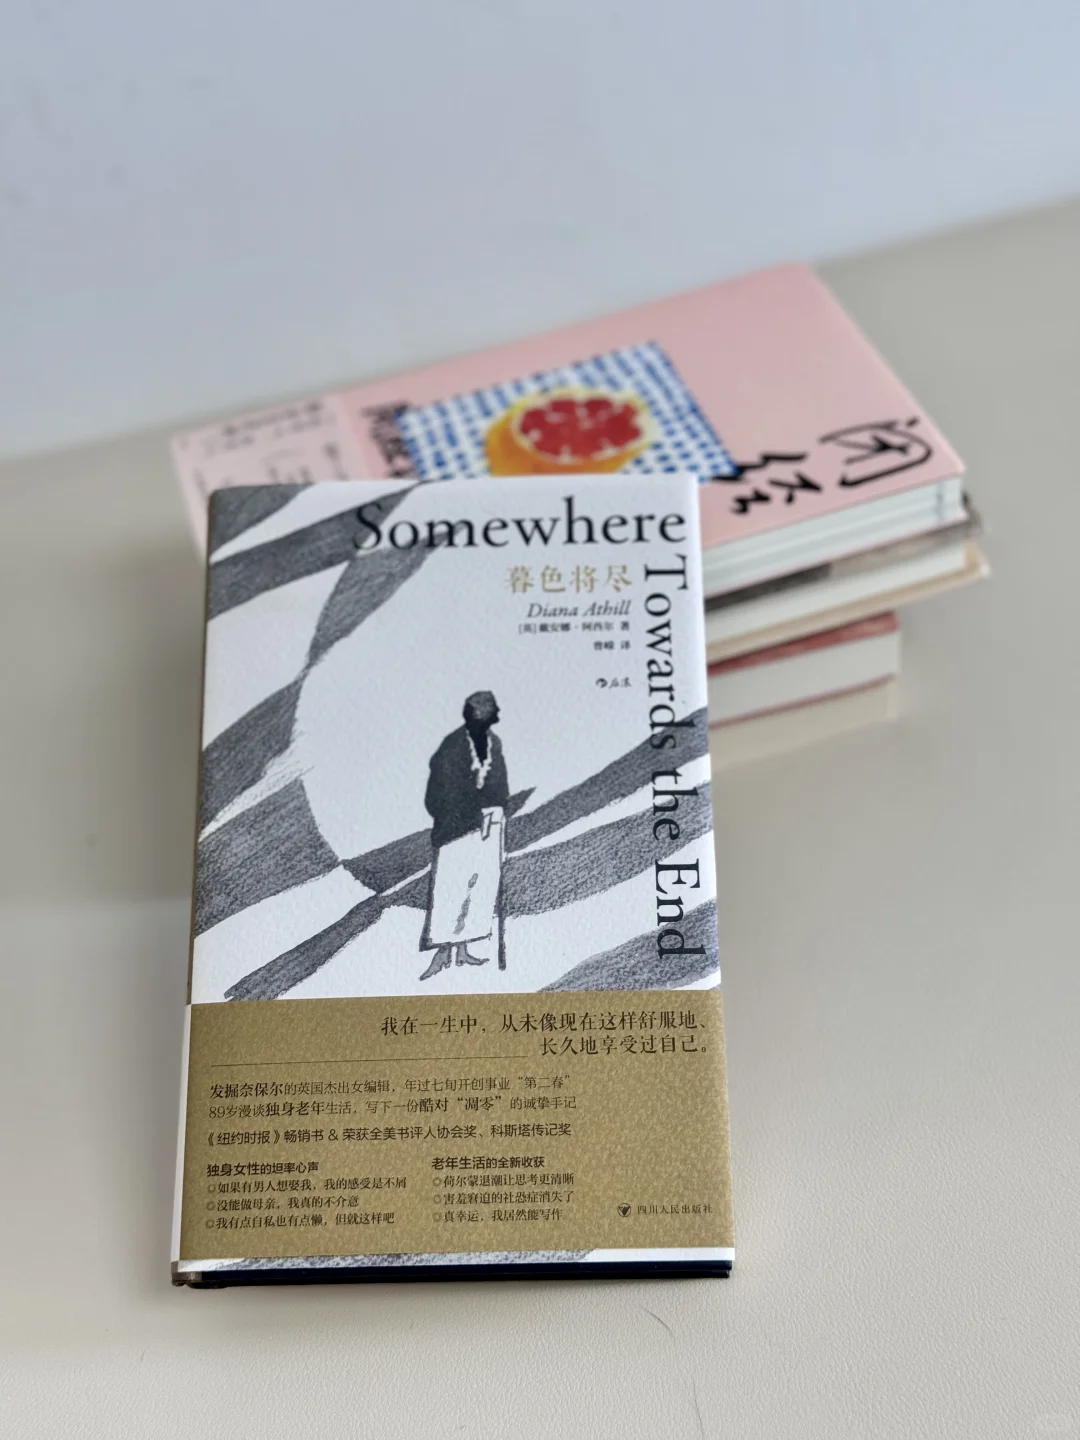 闭
经
Somewhere
Towards the End
暮色将尽
Diana Athill
[英] 戴安娜·阿西尔 著
曾嵘 译
后浪
我在一生中，从未像现在这样舒服地、
长久地享受过自己。
发掘奈保尔的英国杰出女编辑，年过七旬开创事业“第二春”
89岁漫谈独身老年生活，写下一份酷对“凋零”的诚挚手记
《纽约时报》畅销书 & 荣获全美书评人协会奖、科斯塔传记奖
独身女性的坦率心声
如果有男人想娶我，我的感受是不屑
没能做母亲，我真的不介意
我有点自私也有点懒，但就这样吧
老年生活的全新收获
荷尔蒙退潮让思考更清晰
害羞窘迫的社恐症消失了
真幸运，我居然能写作
四川人民出版社